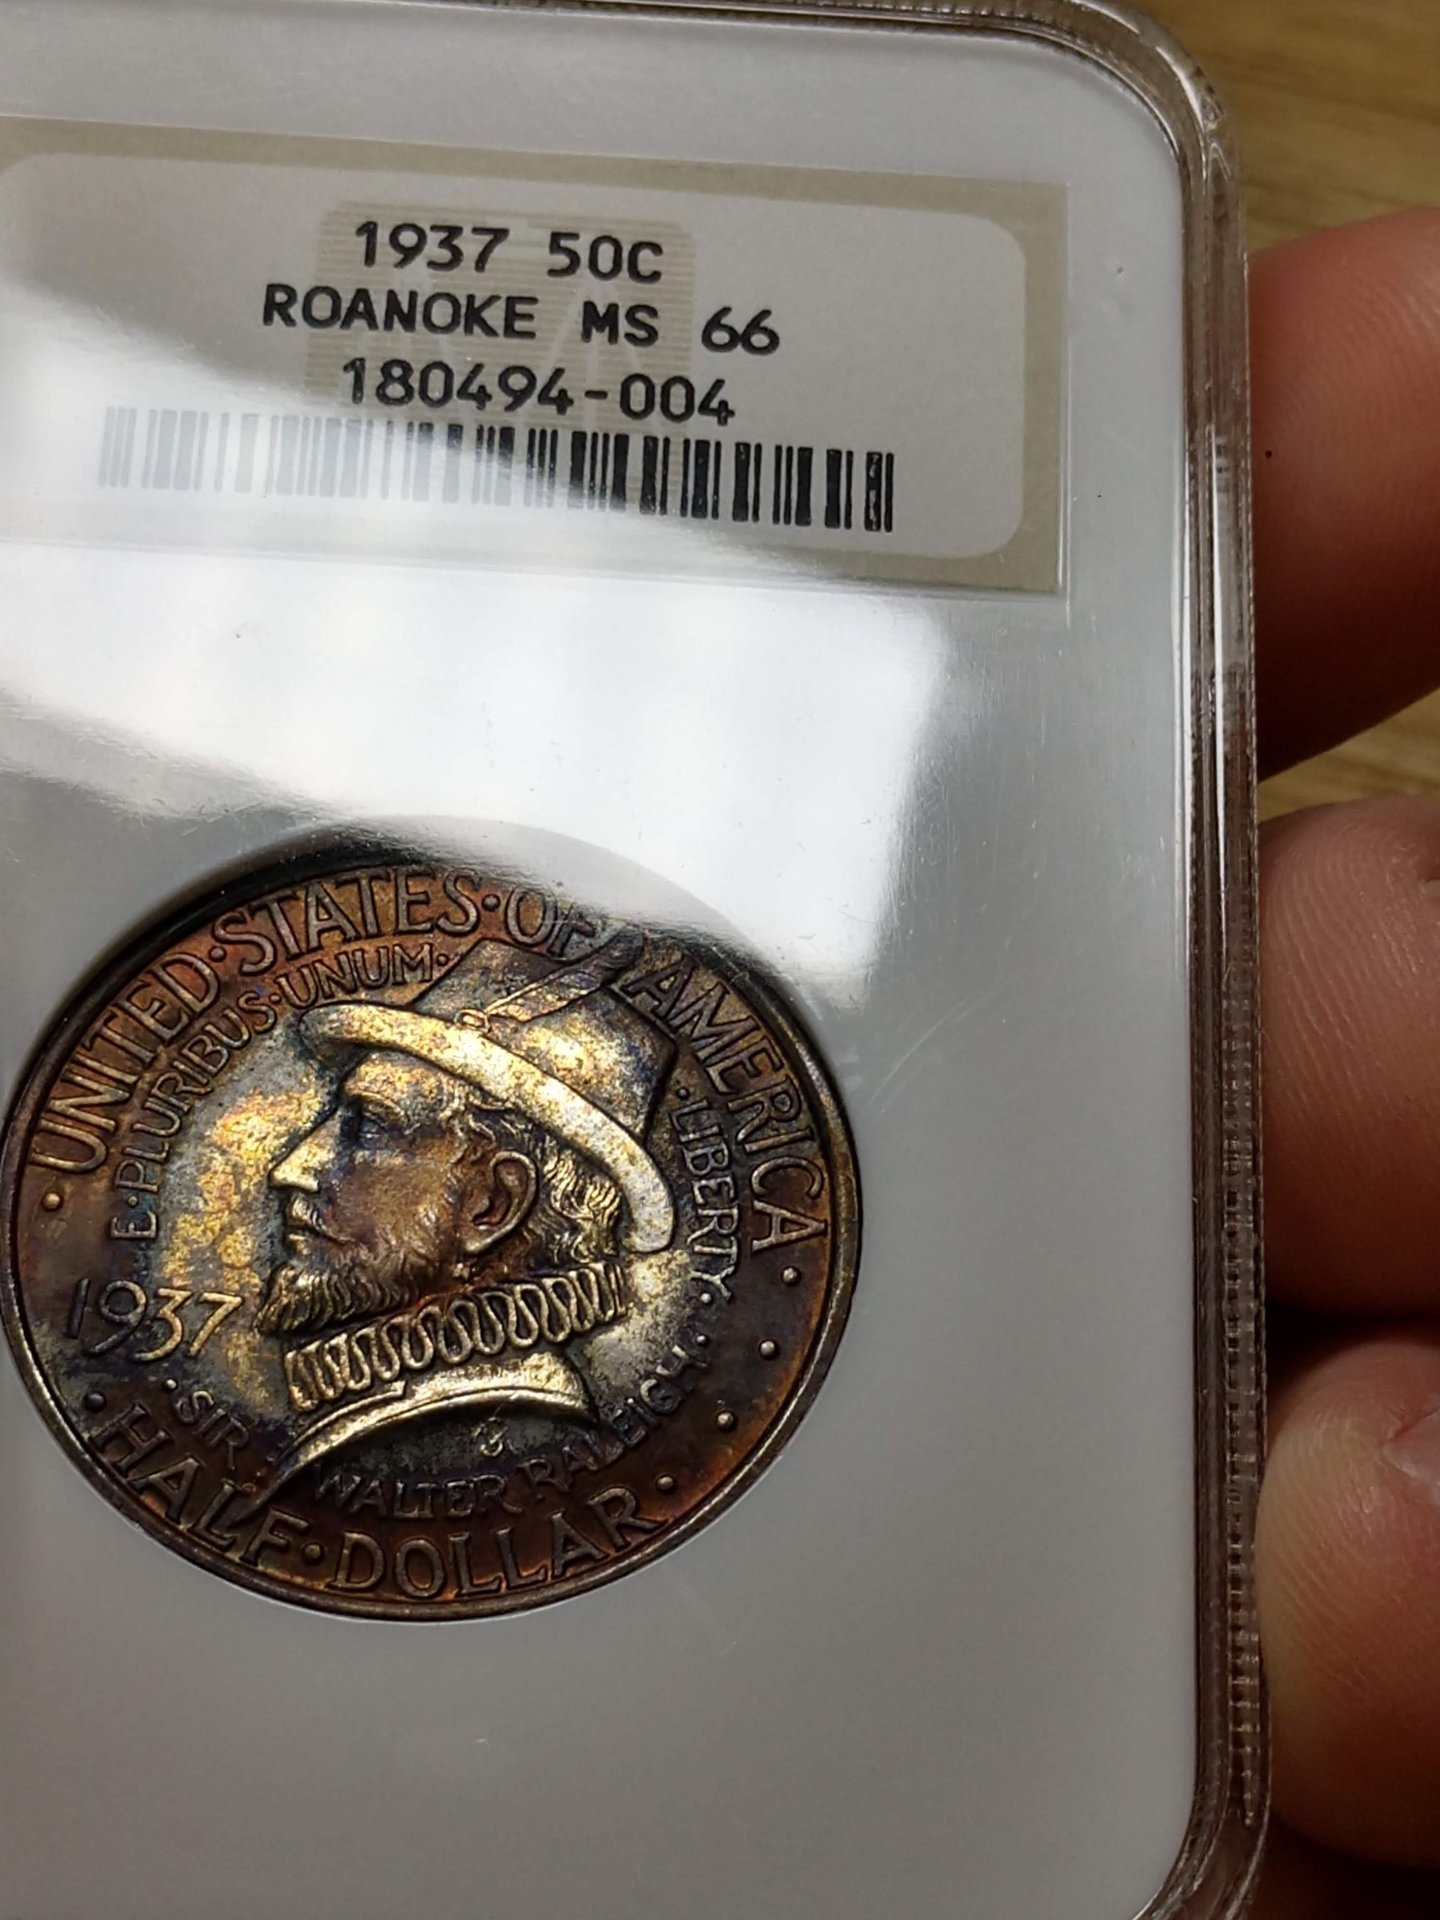 1937 50C
ROANOKE MS 66
180494-004
·UNITED·STATES·OF·AMERICA·
E·PLURIBUS·UNUM·
·LIBERTY·
1937
·SIR WALTER RALEIGH·
·HALF·DOLLAR·